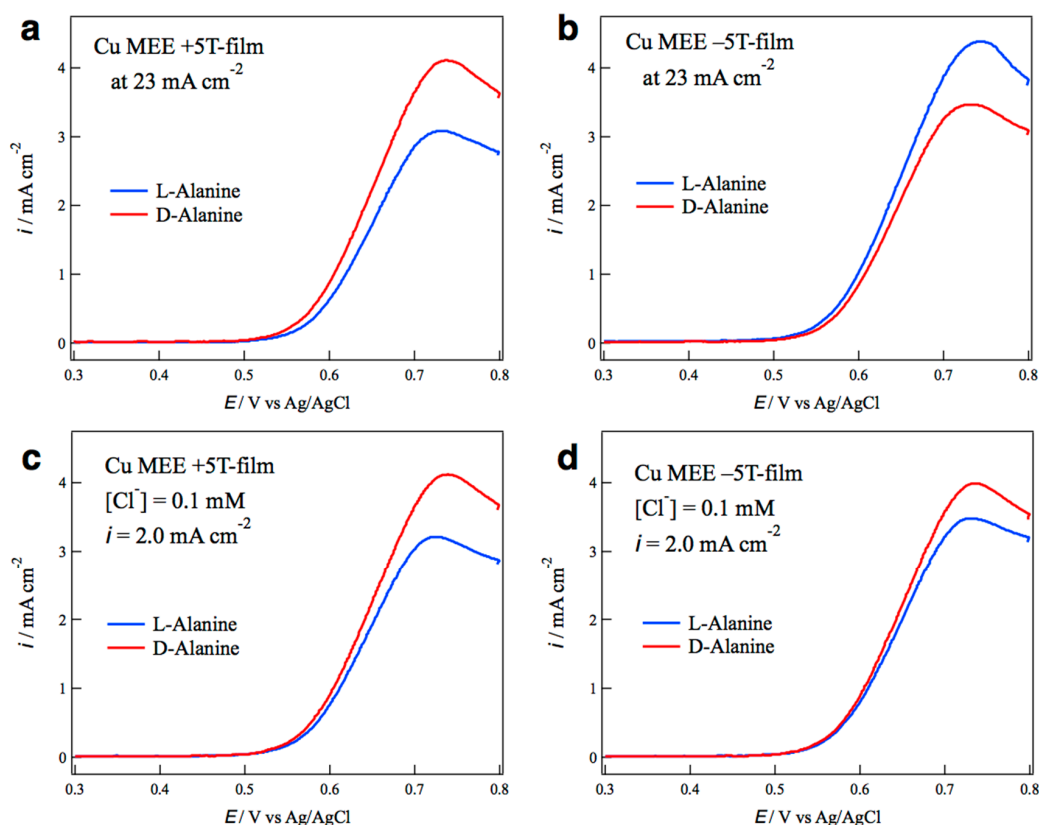 a
Cu MEE +5T-film
at 23 mA cm⁻²
L-Alanine
D-Alanine
i / mA cm⁻²
4
3
2
1
0
0.3 0.4 0.5 0.6 0.7 0.8
E / V vs Ag/AgCl
b
Cu MEE –5T-film
at 23 mA cm⁻²
L-Alanine
D-Alanine
i / mA cm⁻²
4
3
2
1
0
0.3 0.4 0.5 0.6 0.7 0.8
E / V vs Ag/AgCl
c
Cu MEE +5T-film
[Cl⁻] = 0.1 mM
i = 2.0 mA cm⁻²
L-Alanine
D-Alanine
i / mA cm⁻²
4
3
2
1
0
0.3 0.4 0.5 0.6 0.7 0.8
E / V vs Ag/AgCl
d
Cu MEE –5T-film
[Cl⁻] = 0.1 mM
i = 2.0 mA cm⁻²
L-Alanine
D-Alanine
i / mA cm⁻²
4
3
2
1
0
0.3 0.4 0.5 0.6 0.7 0.8
E / V vs Ag/AgCl